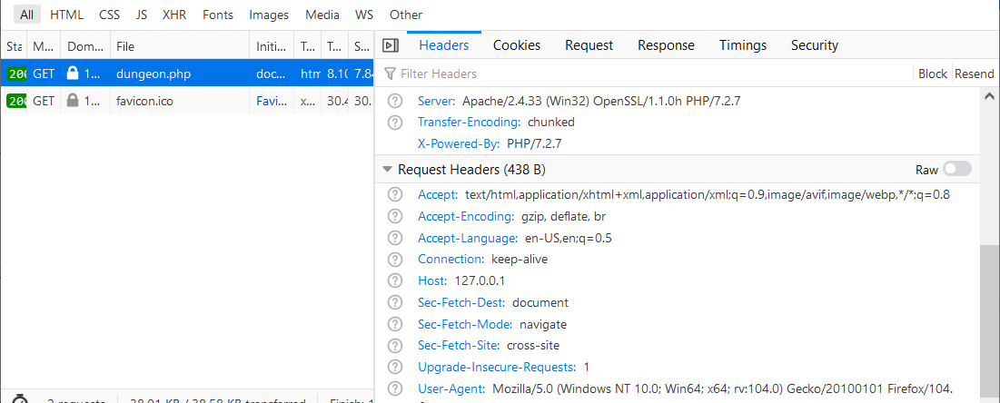 All HTML CSS JS XHR Fonts Images Media WS Other
Sta M... Dom... File Initi... T... T... S...
Headers Cookies Request Response Timings Security
200 GET 1... dungeon.php doc... htm 8.10 7.84
Filter Headers Block Resend
200 GET 1... favicon.ico Favi... x... 30.4 30.
Server: Apache/2.4.33 (Win32) OpenSSL/1.1.0h PHP/7.2.7
Transfer-Encoding: chunked
X-Powered-By: PHP/7.2.7
Request Headers (438 B) Raw
Accept: text/html,application/xhtml+xml,application/xml;q=0.9,image/avif,image/webp,*/*;q=0.8
Accept-Encoding: gzip, deflate, br
Accept-Language: en-US,en;q=0.5
Connection: keep-alive
Host: 127.0.0.1
Sec-Fetch-Dest: document
Sec-Fetch-Mode: navigate
Sec-Fetch-Site: cross-site
Upgrade-Insecure-Requests: 1
User-Agent: Mozilla/5.0 (Windows NT 10.0; Win64; x64; rv:104.0) Gecko/20100101 Firefox/104.
2 requests 38.01 KB / 38.58 KB transferred Finish: 1